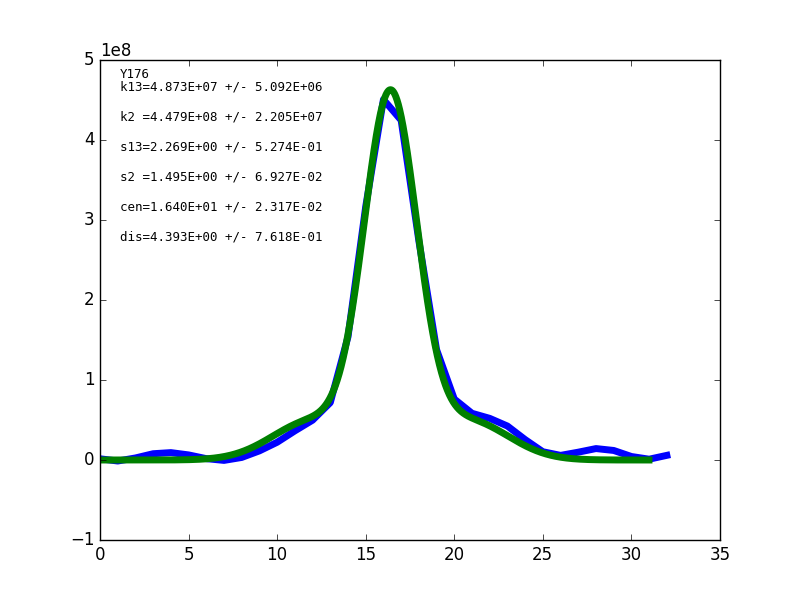 1e8
Y176
k13=4.873E+07 +/- 5.092E+06
k2 =4.479E+08 +/- 2.205E+07
s13=2.269E+00 +/- 5.274E-01
s2 =1.495E+00 +/- 6.927E-02
cen=1.640E+01 +/- 2.317E-02
dis=4.393E+00 +/- 7.618E-01
5
4
3
2
1
0
−1
0 5 10 15 20 25 30 35